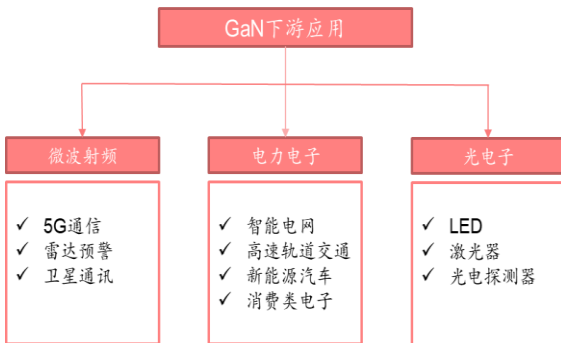 GaN下游应用
微波射频
✓ 5G通信
✓ 雷达预警
✓ 卫星通讯
电力电子
✓ 智能电网
✓ 高速轨道交通
✓ 新能源汽车
✓ 消费类电子
光电子
✓ LED
✓ 激光器
✓ 光电探测器